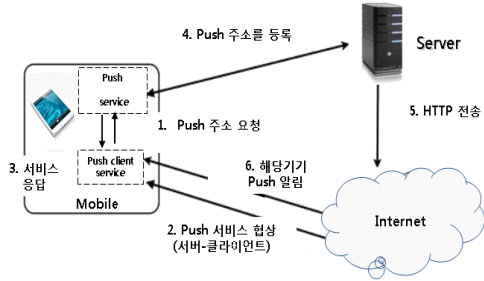 4. Push 주소를 등록
Server
Push
service
1. Push 주소 요청
5. HTTP 전송
3. 서비스
응답
Push client
service
6. 해당기기
Push 알림
Mobile
2. Push 서비스 협상
(서버-클라이언트)
Internet